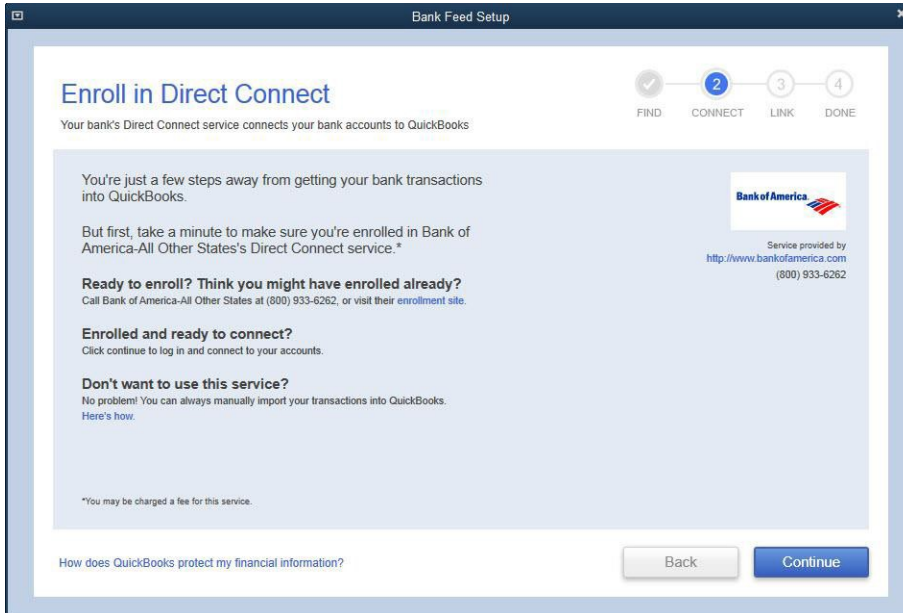 Bank Feed Setup
Enroll in Direct Connect
Your bank's Direct Connect service connects your bank accounts to QuickBooks
2
3
4
FIND
CONNECT
LINK
DONE
You're just a few steps away from getting your bank transactions
into QuickBooks.
But first, take a minute to make sure you're enrolled in Bank of
America-All Other States's Direct Connect service.*
Ready to enroll? Think you might have enrolled already?
Call Bank of America-All Other States at (800) 933-6262, or visit their enrollment site.
Enrolled and ready to connect?
Click continue to log in and connect to your accounts.
Don't want to use this service?
No problem! You can always manually import your transactions into QuickBooks.
Here's how.
*You may be charged a fee for this service.
Bank of America.
Service provided by
http://www.bankofamerica.com
(800) 933-6262
How does QuickBooks protect my financial information?
Back
Continue